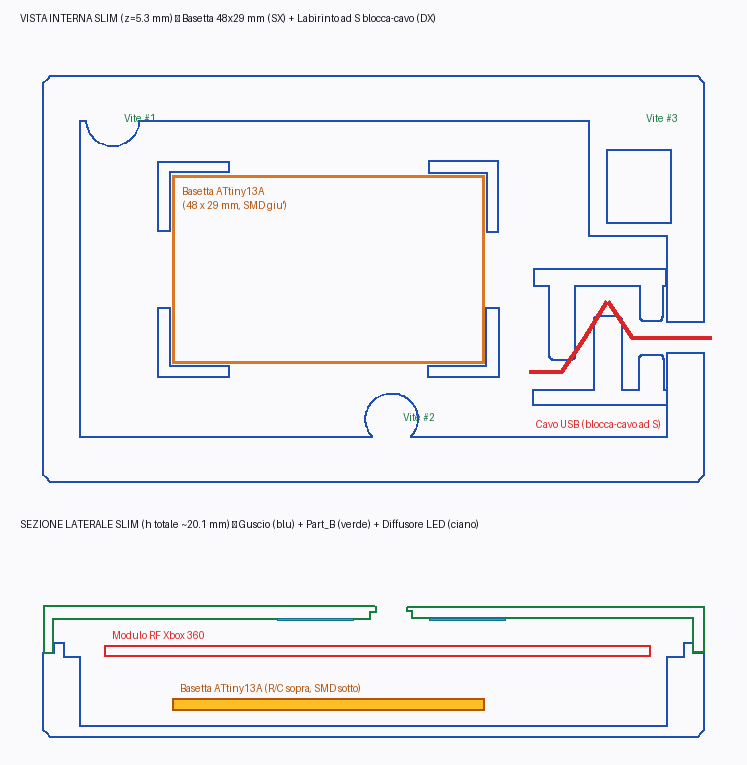 VISTA INTERNA SLIM (z=5.3 mm) ▯ Basetta 48x29 mm (SX) + Labirinto ad S blocca-cavo (DX)
Vite #1
Vite #3
Basetta ATtiny13A
(48 x 29 mm, SMD giu')
Vite #2
Cavo USB (blocca-cavo ad S)
SEZIONE LATERALE SLIM (h totale ~20.1 mm) ▯ Guscio (blu) + Part_B (verde) + Diffusore LED (ciano)
Modulo RF Xbox 360
Basetta ATtiny13A (R/C sopra, SMD sotto)